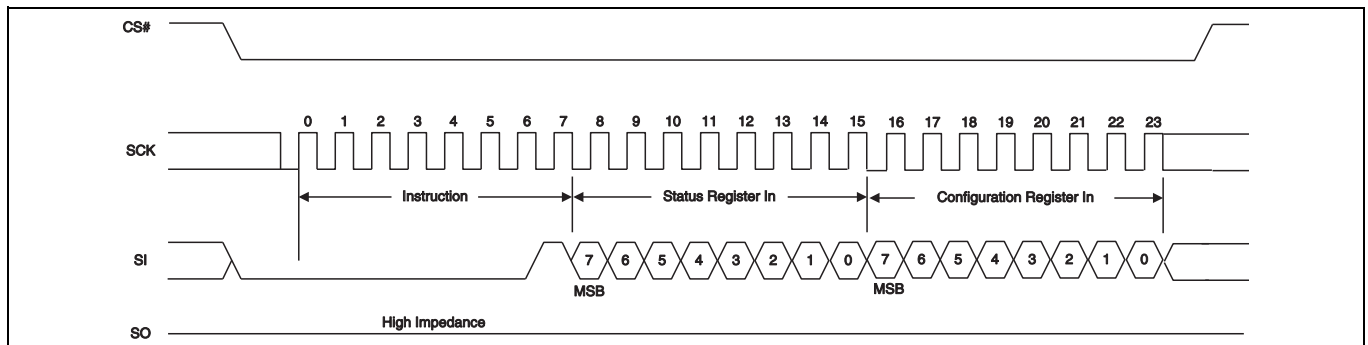 CS#
0 1 2 3 4 5 6 7 8 9 10 11 12 13 14 15 16 17 18 19 20 21 22 23
SCK
Instruction Status Register In Configuration Register In
SI 7 6 5 4 3 2 1 0 7 6 5 4 3 2 1 0
MSB MSB
High Impedance
SO